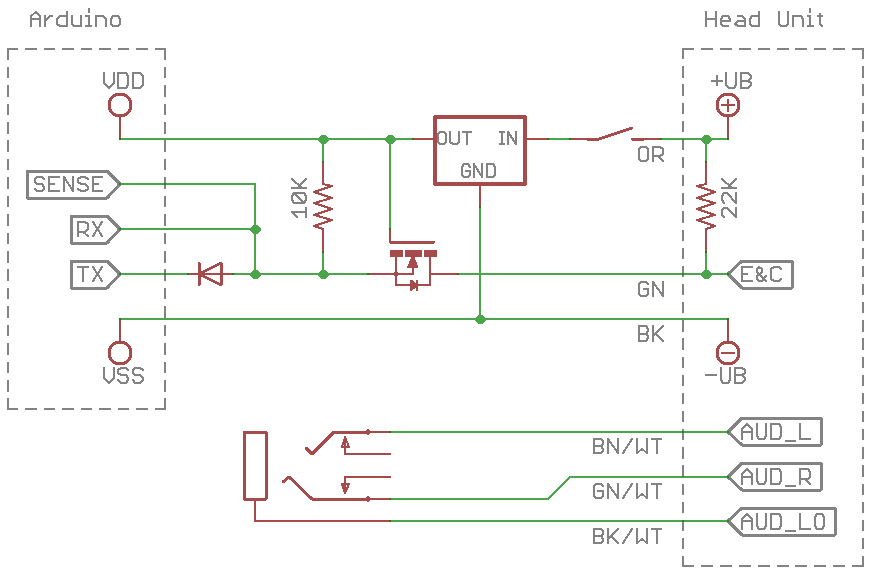 Arduino
Head Unit
VDD
+UB
OUT
IN
OR
GND
SENSE
10K
22K
RX
TX
E&C
GN
BK
VSS
-UB
AUD_L
BN/WT
AUD_R
GN/WT
AUD_LO
BK/WT